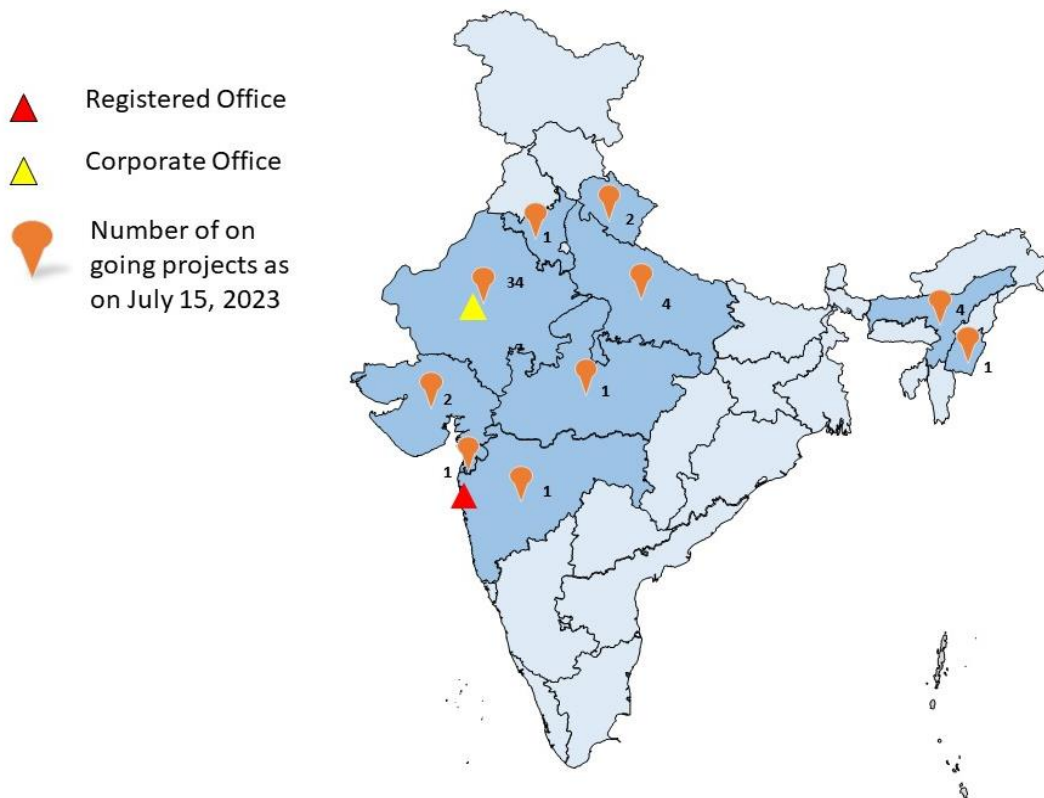 Registered Office
Corporate Office
Number of on
going projects as
on July 15, 2023
2
1
34
4
4
1
1
2
1
1